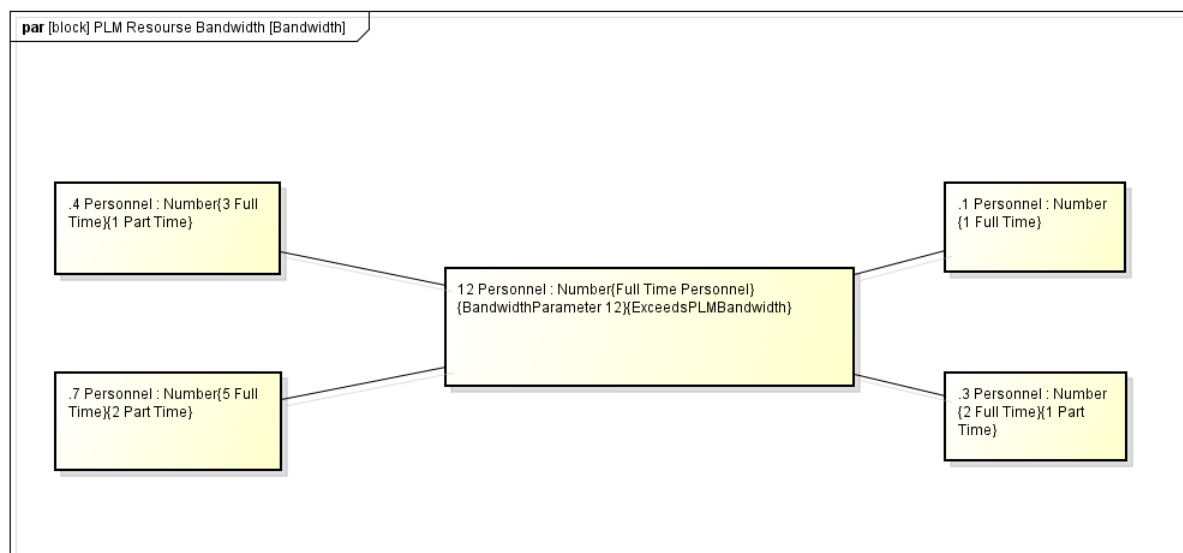 par [block] PLM Resourse Bandwidth [Bandwidth]
.4 Personnel : Number{3 Full
Time}{1 Part Time}
.1 Personnel : Number
{1 Full Time}
12 Personnel : Number{Full Time Personnel}
{BandwidthParameter 12}{ExceedsPLMBandwidth}
.7 Personnel : Number{5 Full
Time}{2 Part Time}
.3 Personnel : Number
{2 Full Time}{1 Part
Time}